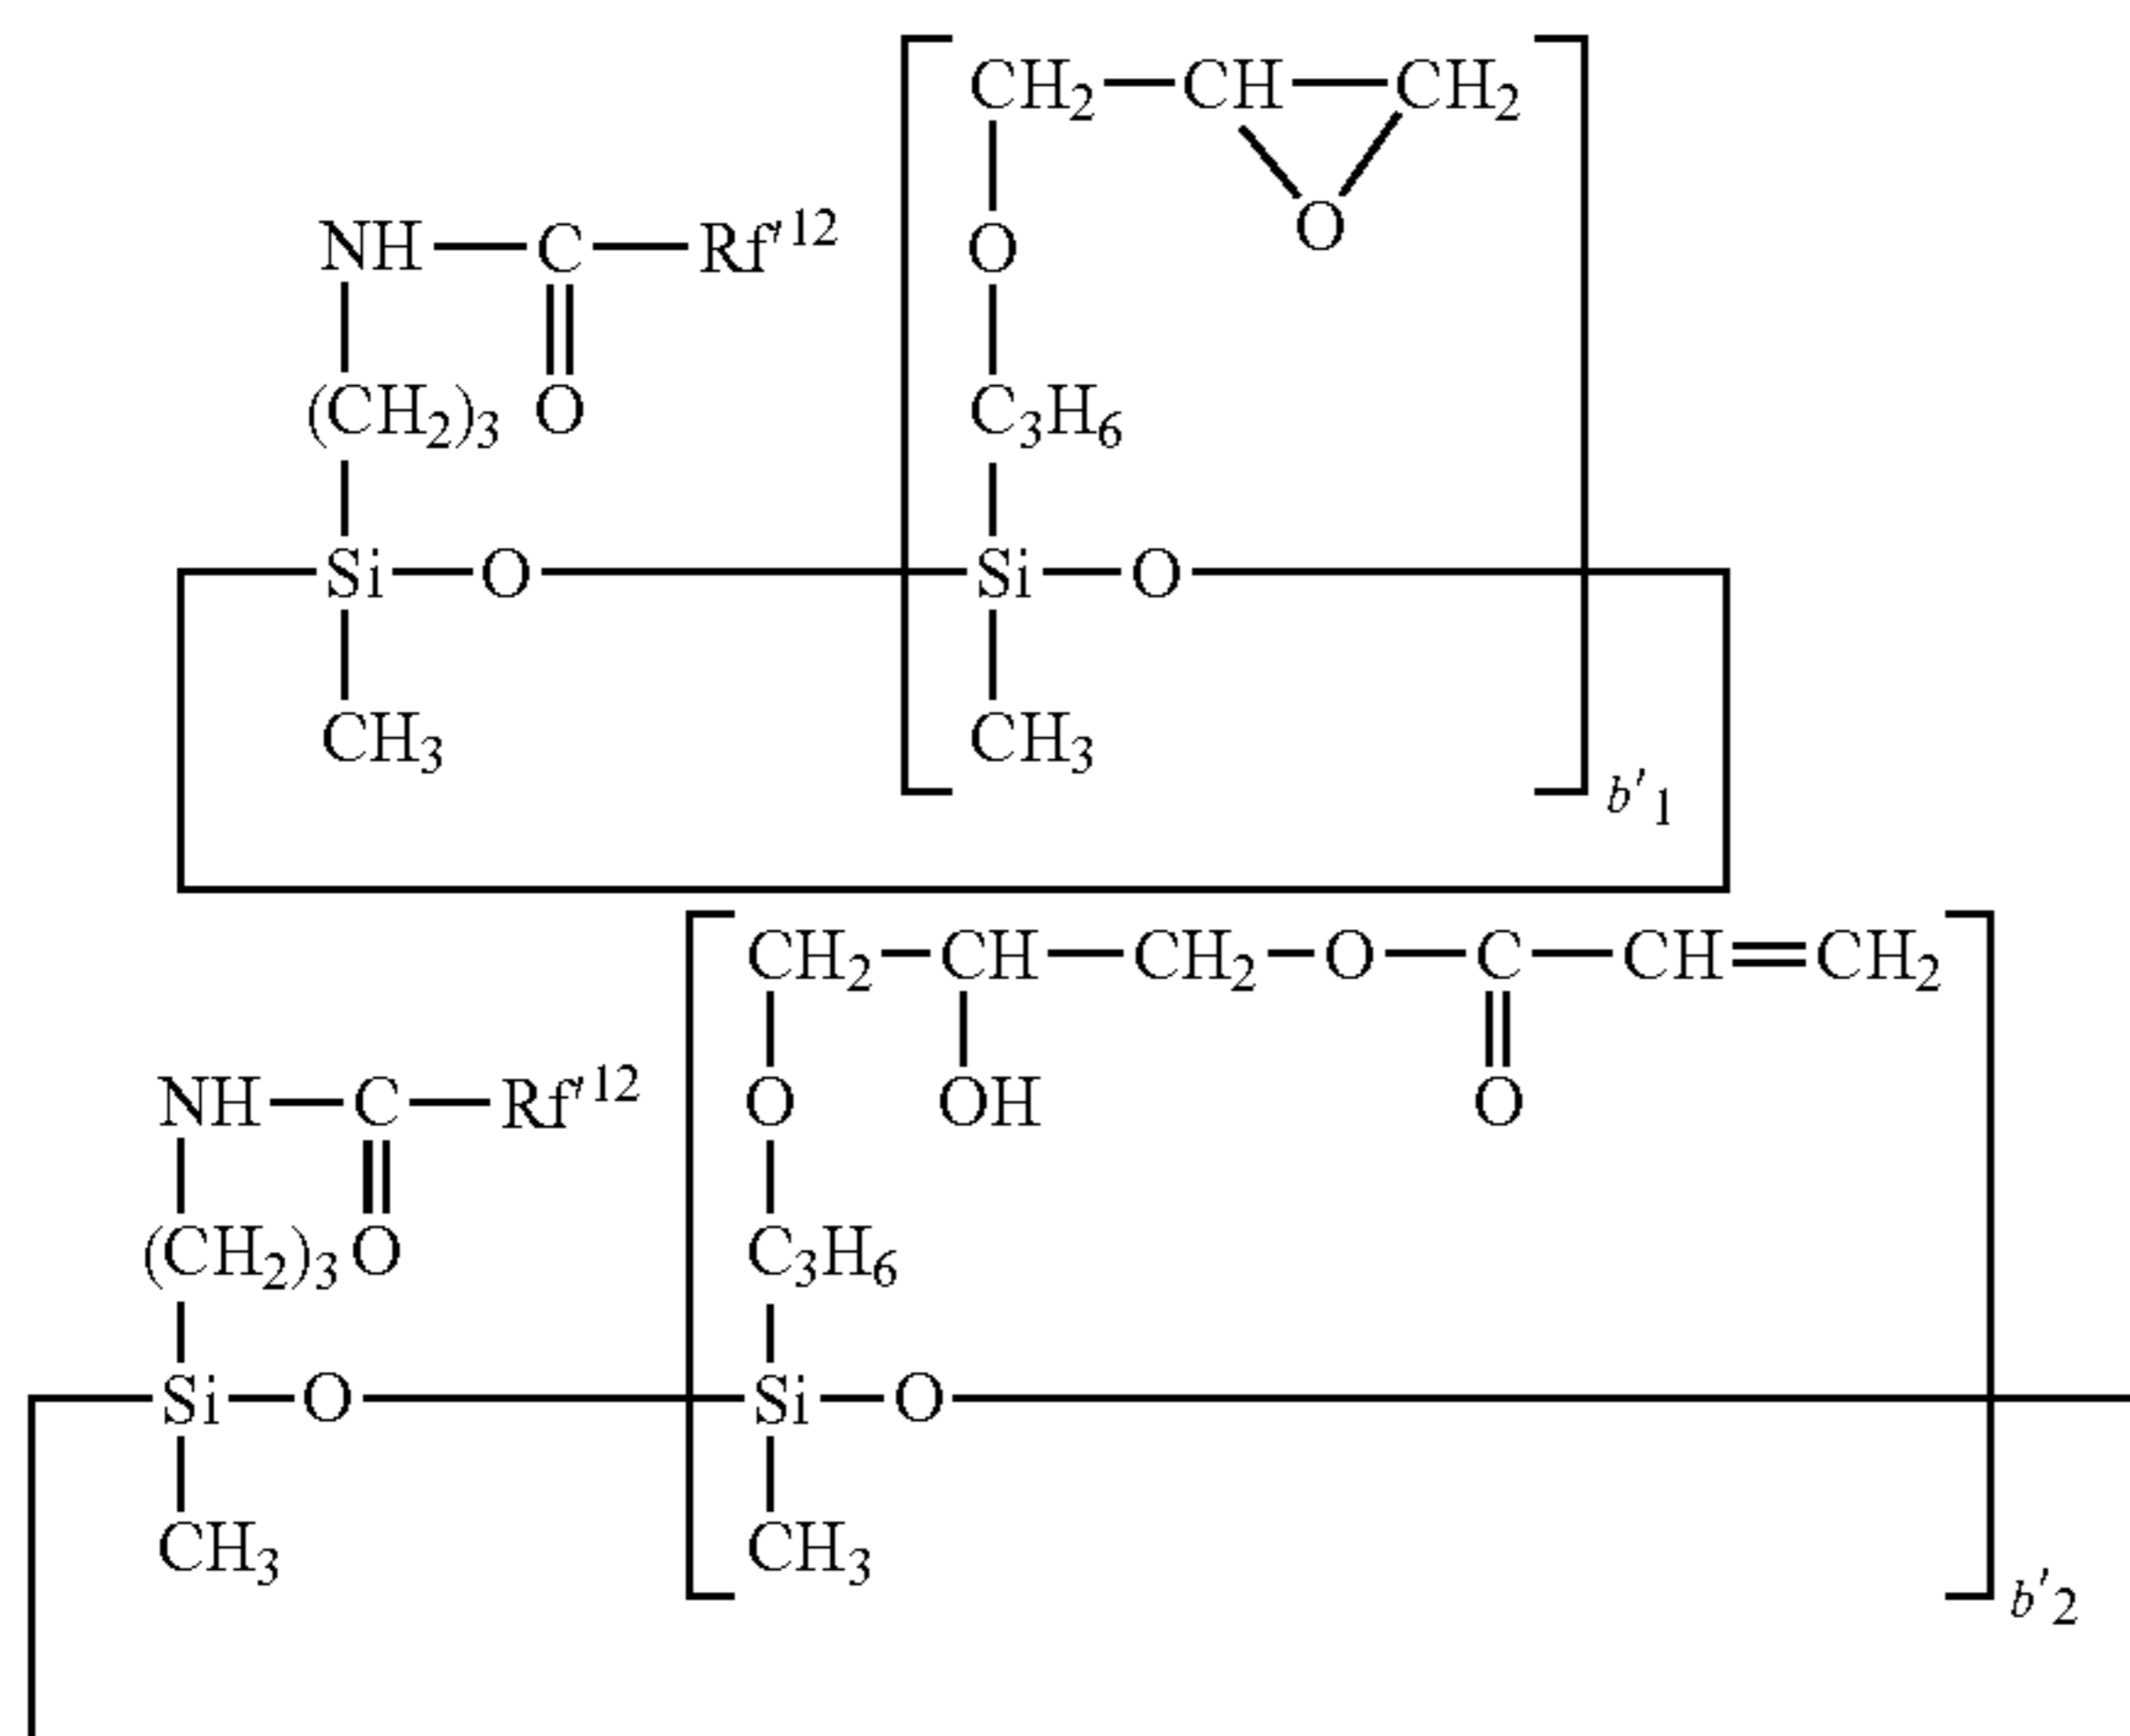 CH2—CH—CH2
O
NH—C—Rf'12 O
(CH2)3 O C3H6
Si—O—Si—O
CH3 CH3
b'1
CH2—CH—CH2—O—C—CH=CH2
NH—C—Rf'12 O OH O
(CH2)3 O C3H6
Si—O—Si—O
CH3 CH3
b'2